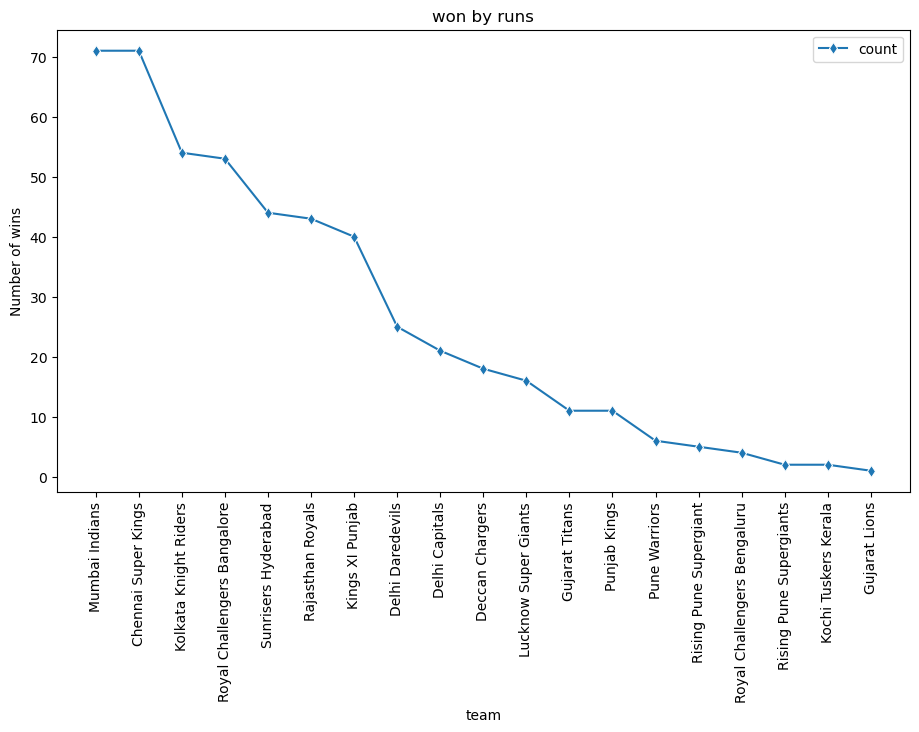 won by runs
count
Number of wins
70
60
50
40
30
20
10
0
Mumbai Indians
Chennai Super Kings
Kolkata Knight Riders
Royal Challengers Bangalore
Sunrisers Hyderabad
Rajasthan Royals
Kings XI Punjab
Delhi Daredevils
Delhi Capitals
Deccan Chargers
Lucknow Super Giants
Gujarat Titans
Punjab Kings
Pune Warriors
Rising Pune Supergiant
Royal Challengers Bengaluru
Rising Pune Supergiants
Kochi Tuskers Kerala
Gujarat Lions
team